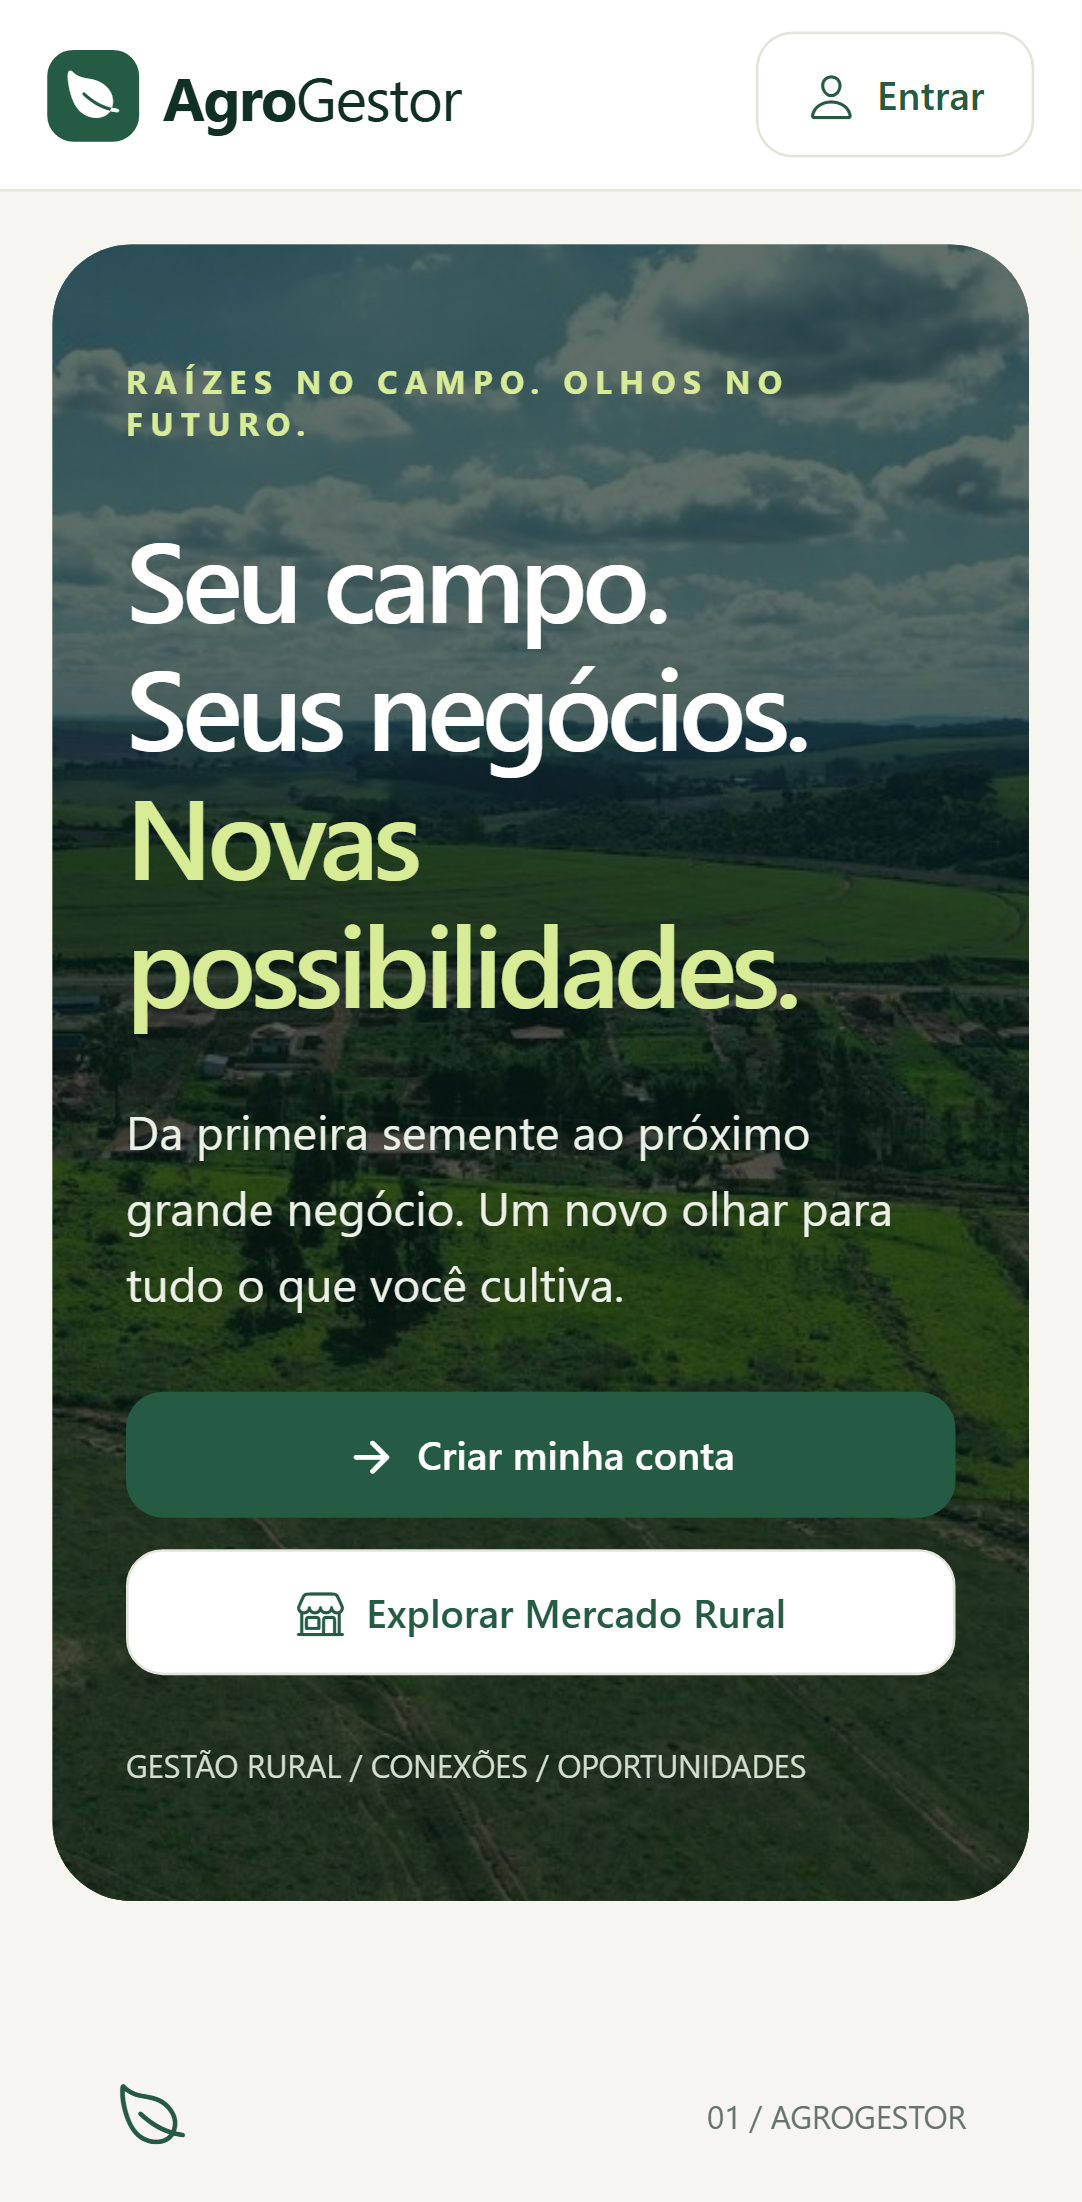 AgroGestor
Entrar
RAÍZES NO CAMPO. OLHOS NO
FUTURO.
Seu campo.
Seus negócios.
Novas
possibilidades.
Da primeira semente ao próximo
grande negócio. Um novo olhar para
tudo o que você cultiva.
Criar minha conta
Explorar Mercado Rural
GESTÃO RURAL / CONEXÕES / OPORTUNIDADES
01 / AGROGESTOR